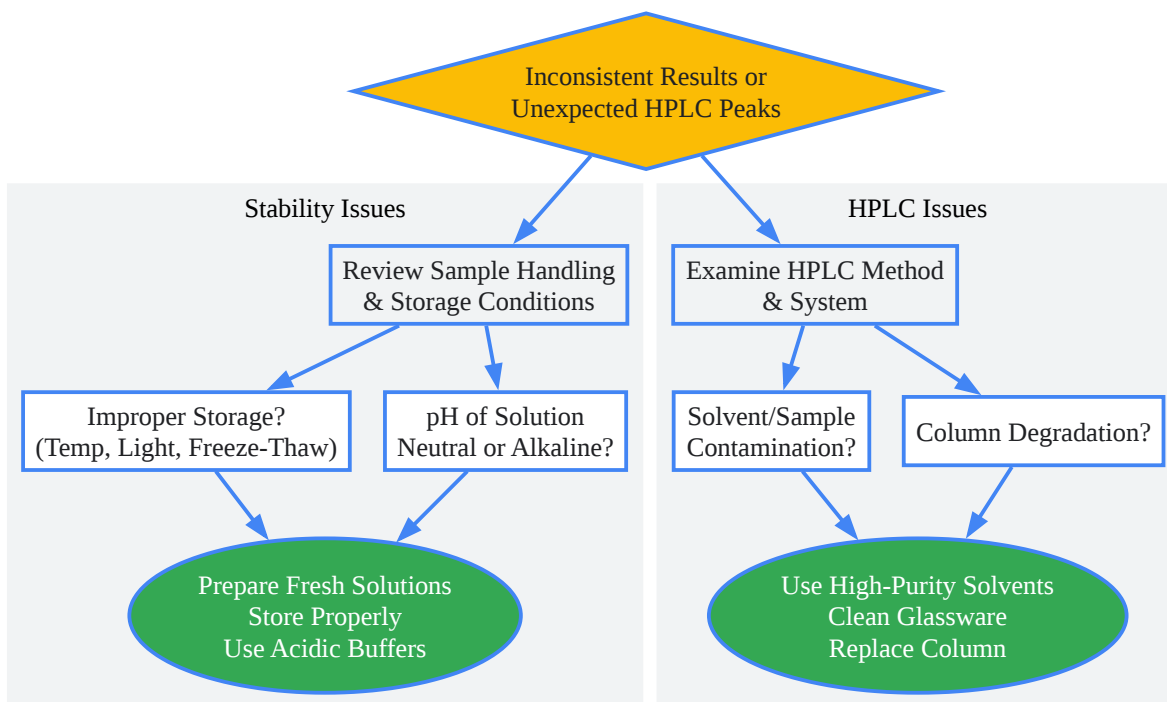 Inconsistent Results or
Unexpected HPLC Peaks
Stability Issues
HPLC Issues
Review Sample Handling
& Storage Conditions
Examine HPLC Method
& System
Improper Storage?
(Temp, Light, Freeze-Thaw)
pH of Solution
Neutral or Alkaline?
Solvent/Sample
Contamination?
Column Degradation?
Prepare Fresh Solutions
Store Properly
Use Acidic Buffers
Use High-Purity Solvents
Clean Glassware
Replace Column